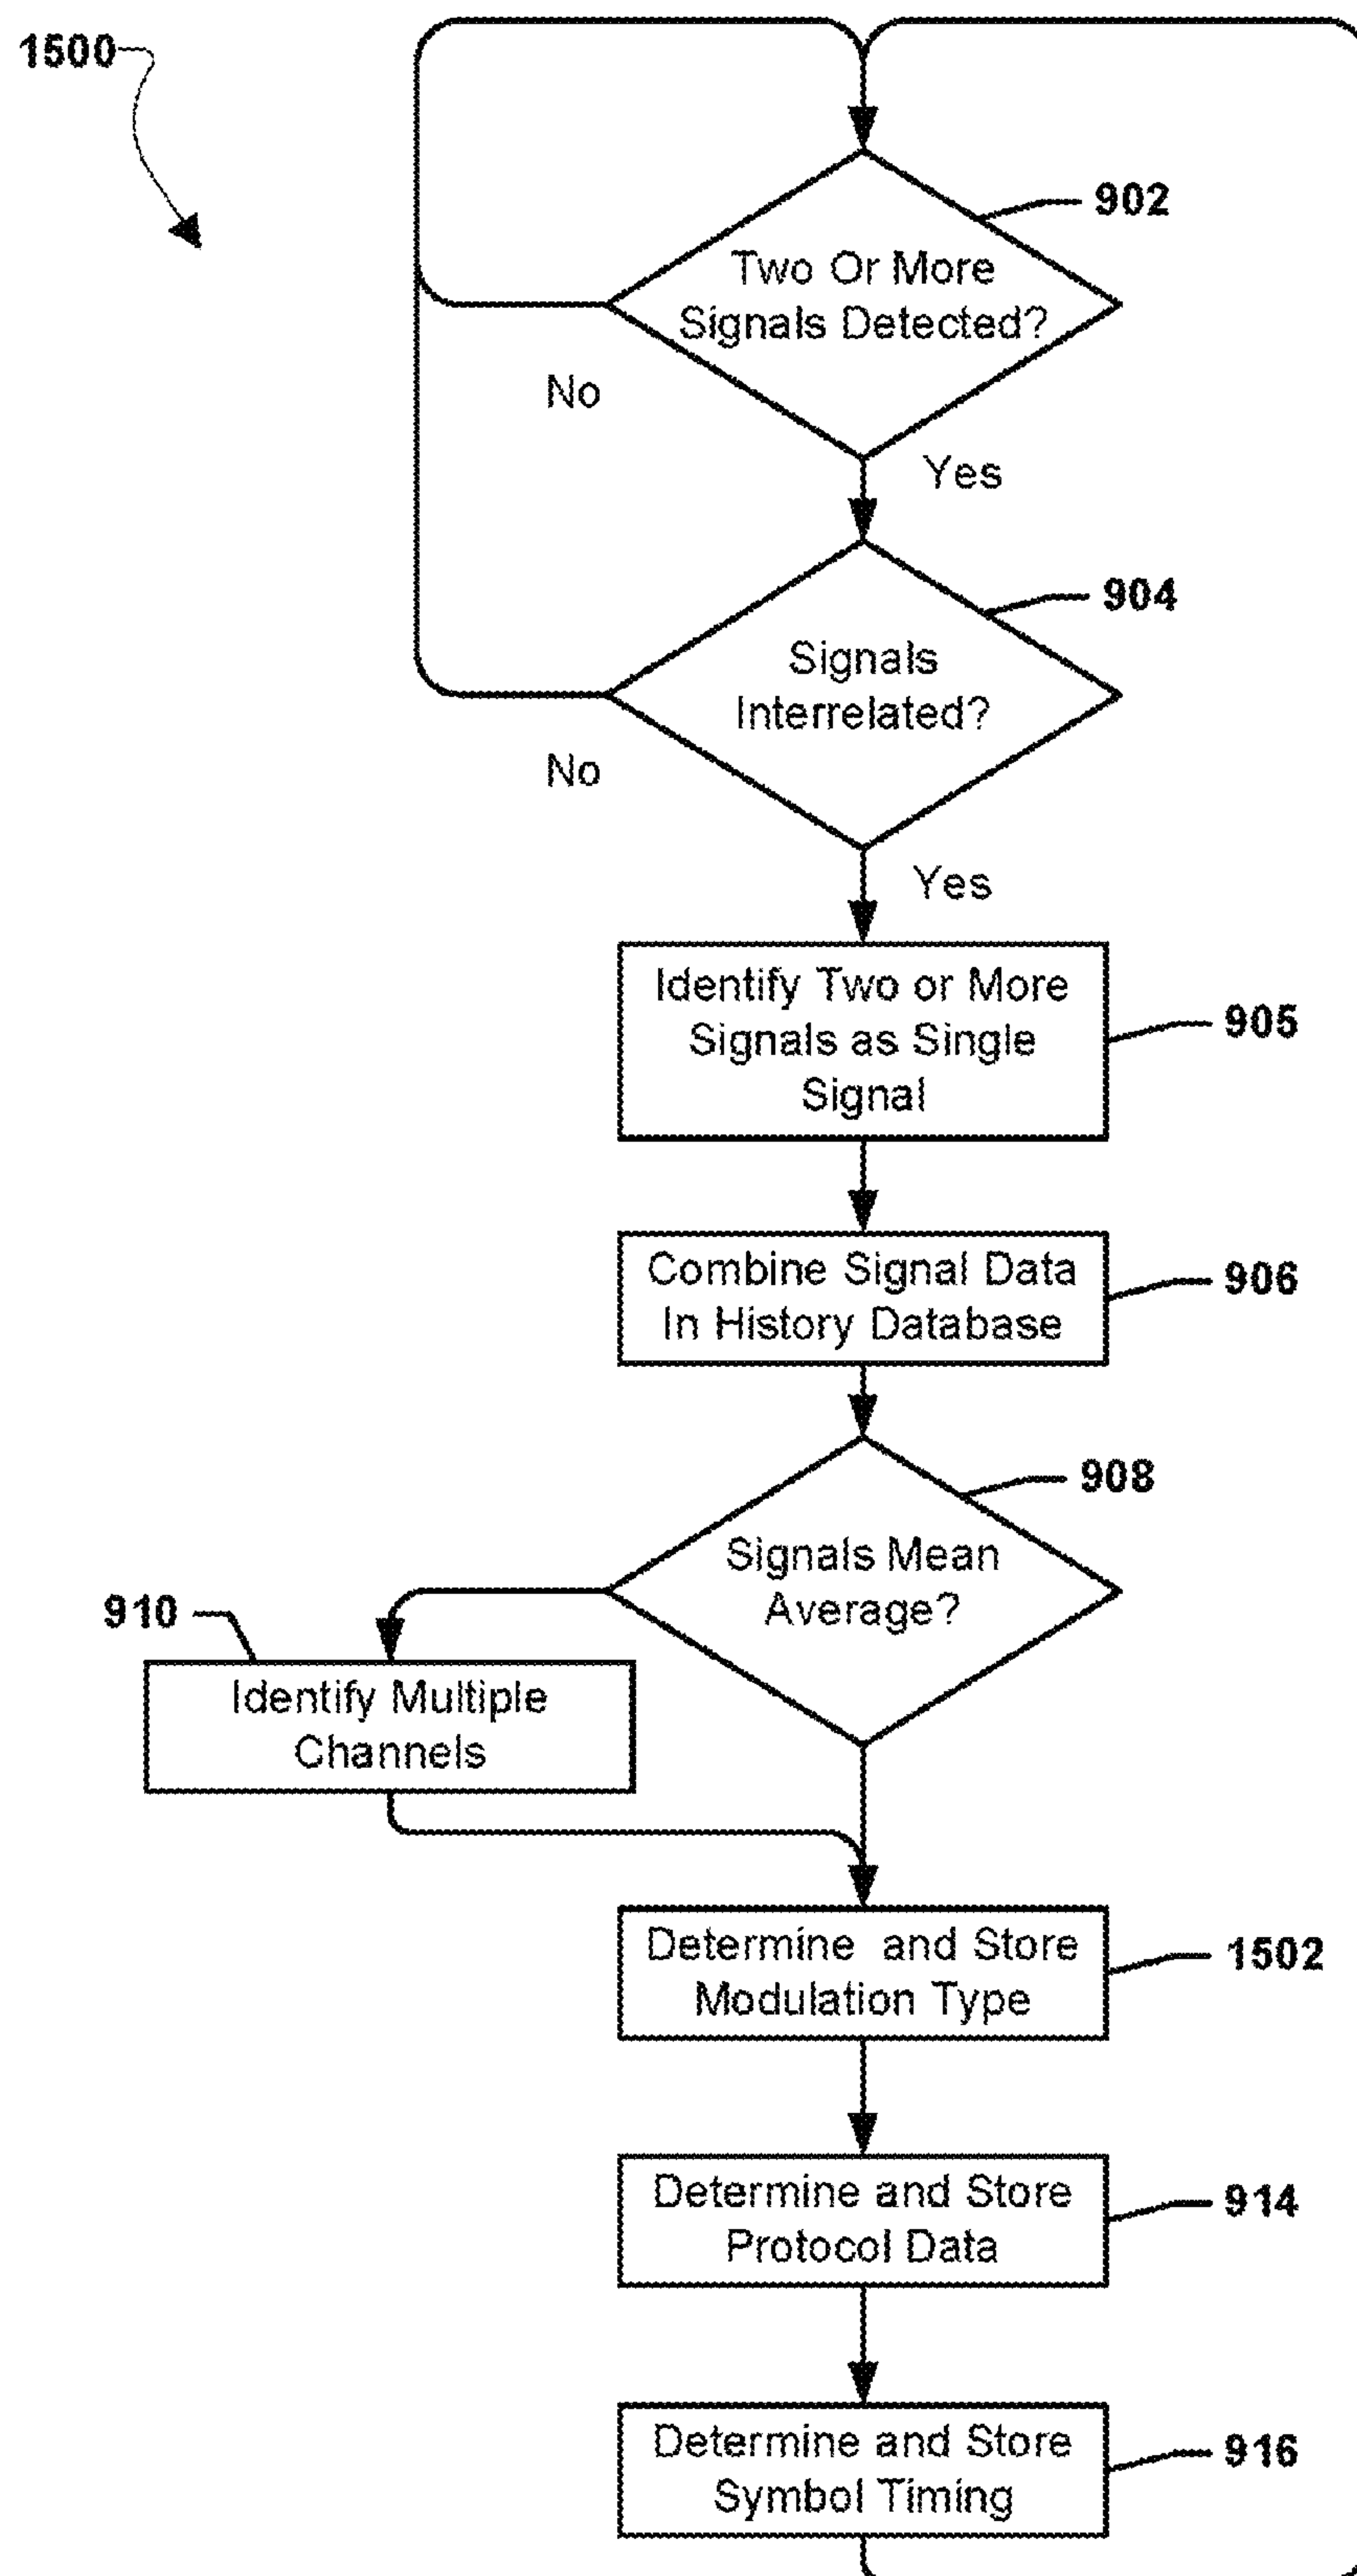 1500
902
Two Or More
Signals Detected?
No
Yes
904
Signals
Interrelated?
No
Yes
Identify Two or More
Signals as Single
Signal
905
Combine Signal Data
In History Database
906
908
Signals Mean
Average?
910
Identify Multiple
Channels
Determine and Store
Modulation Type
1502
Determine and Store
Protocol Data
914
Determine and Store
Symbol Timing
916